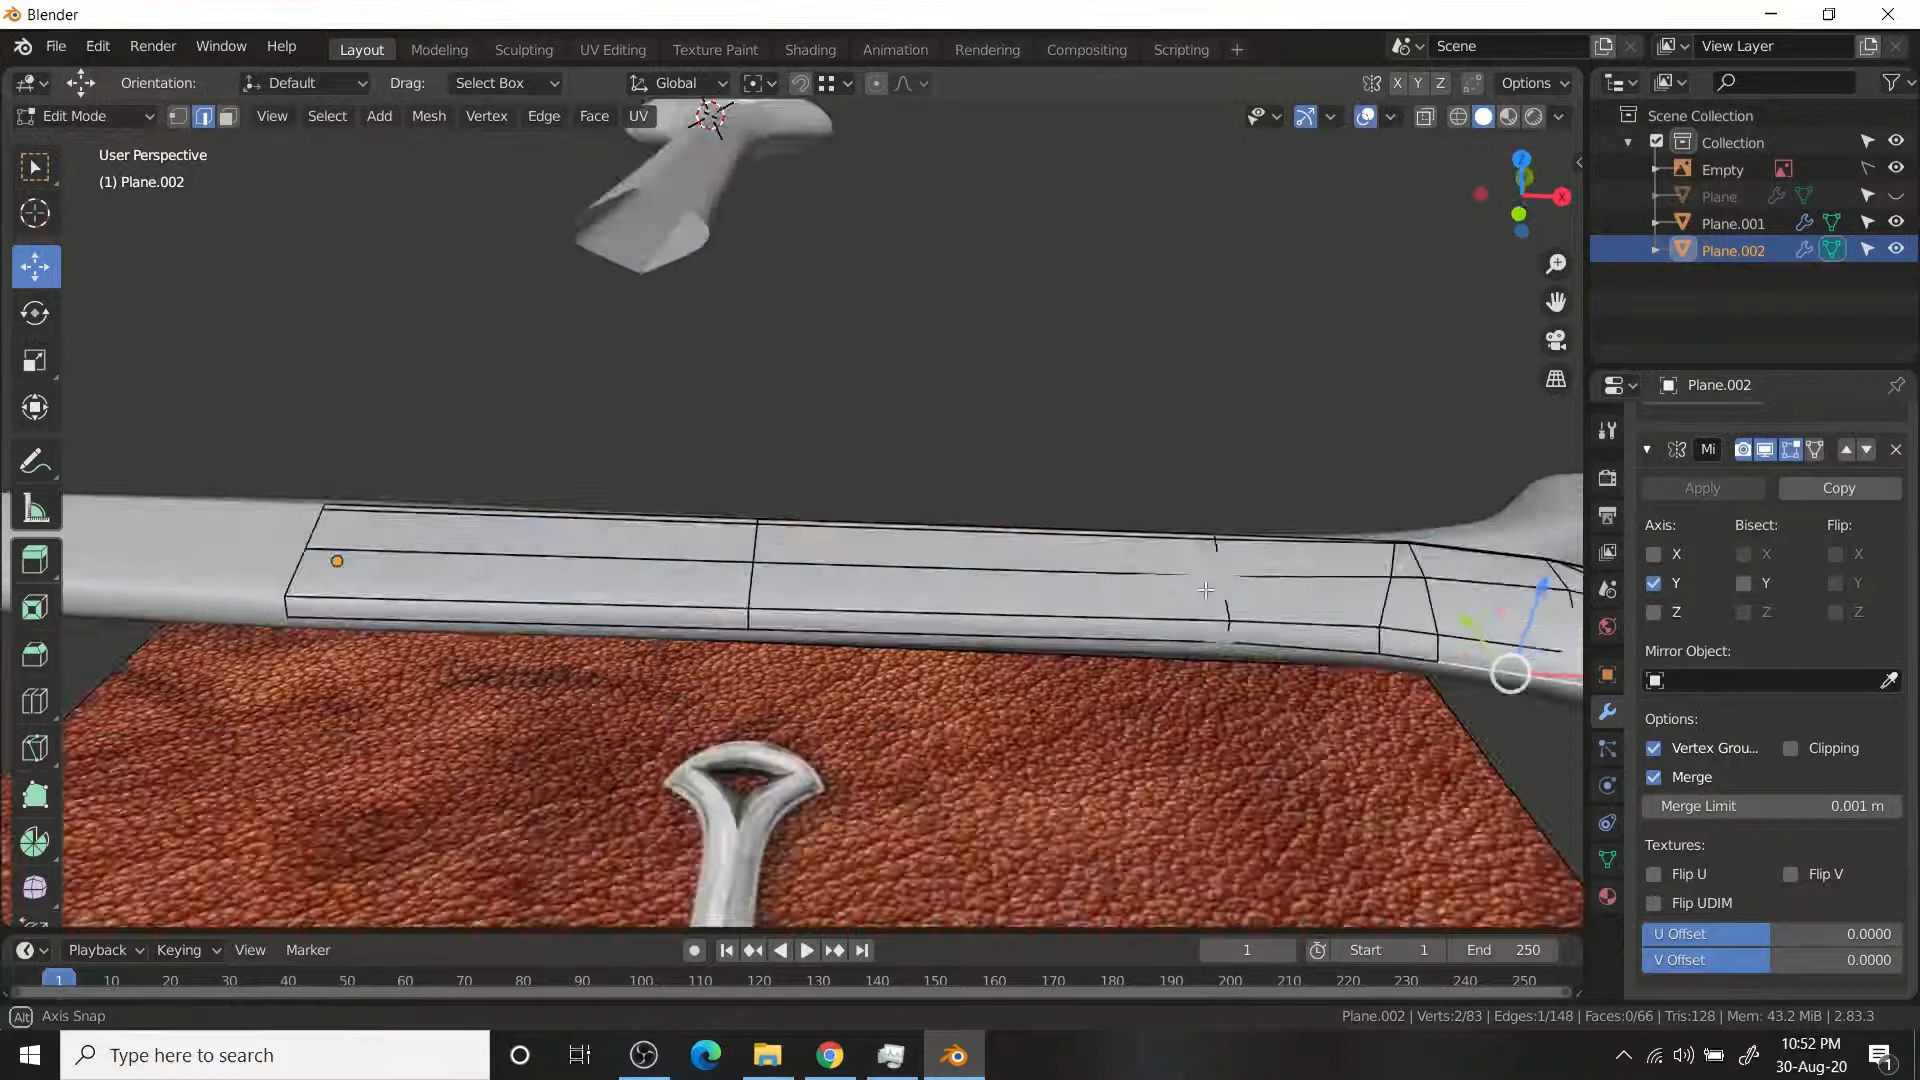 Blender
File Edit Render Window Help Layout Modeling Sculpting UV Editing Texture Paint Shading Animation Rendering Compositing Scripting + Scene View Layer
Orientation: Default Drag: Select Box Global X Y Z Options
Edit Mode View Select Add Mesh Vertex Edge Face UV
User Perspective
(1) Plane.002
Z
X
Scene Collection
Collection
Empty
Plane
Plane.001
Plane.002
Plane.002
Mi
Apply Copy
Axis: Bisect: Flip:
X X X
Y Y Y
Z Z Z
Mirror Object:
Options:
Vertex Grou... Clipping
Merge
Merge Limit 0.001 m
Textures:
Flip U Flip V
Flip UDIM
U Offset 0.0000
V Offset 0.0000
Playback Keying View Marker 1 Start 1 End 250
1 10 20 30 40 50 60 70 80 90 100 110 120 130 140 150 160 170 180 190 200 210 220 230 240 250
Alt Axis Snap Plane.002 | Verts:2/83 | Edges:1/148 | Faces:0/66 | Tris:128 | Mem: 43.2 MiB | 2.83.3
Type here to search
10:52 PM
30-Aug-20
1